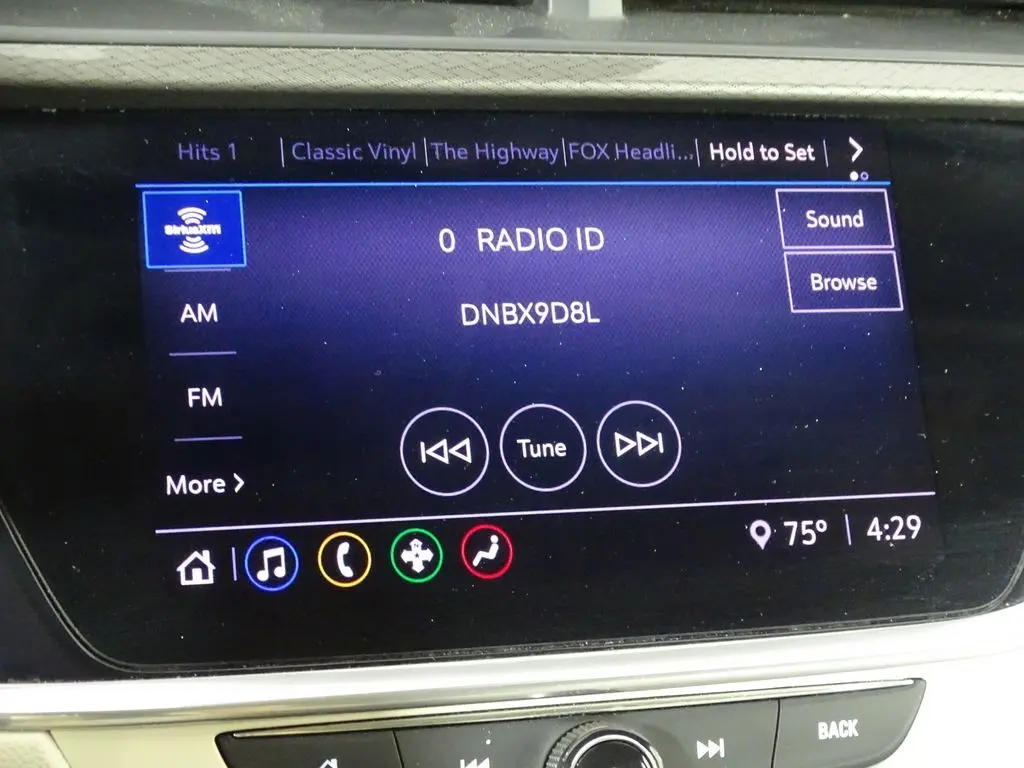 Hits 1 | Classic Vinyl | The Highway | FOX Headli... | Hold to Set |
SiriusXM
Sound
0 RADIO ID
Browse
AM
DNBX9D8L
FM
Tune
More
75° | 4:29
BACK